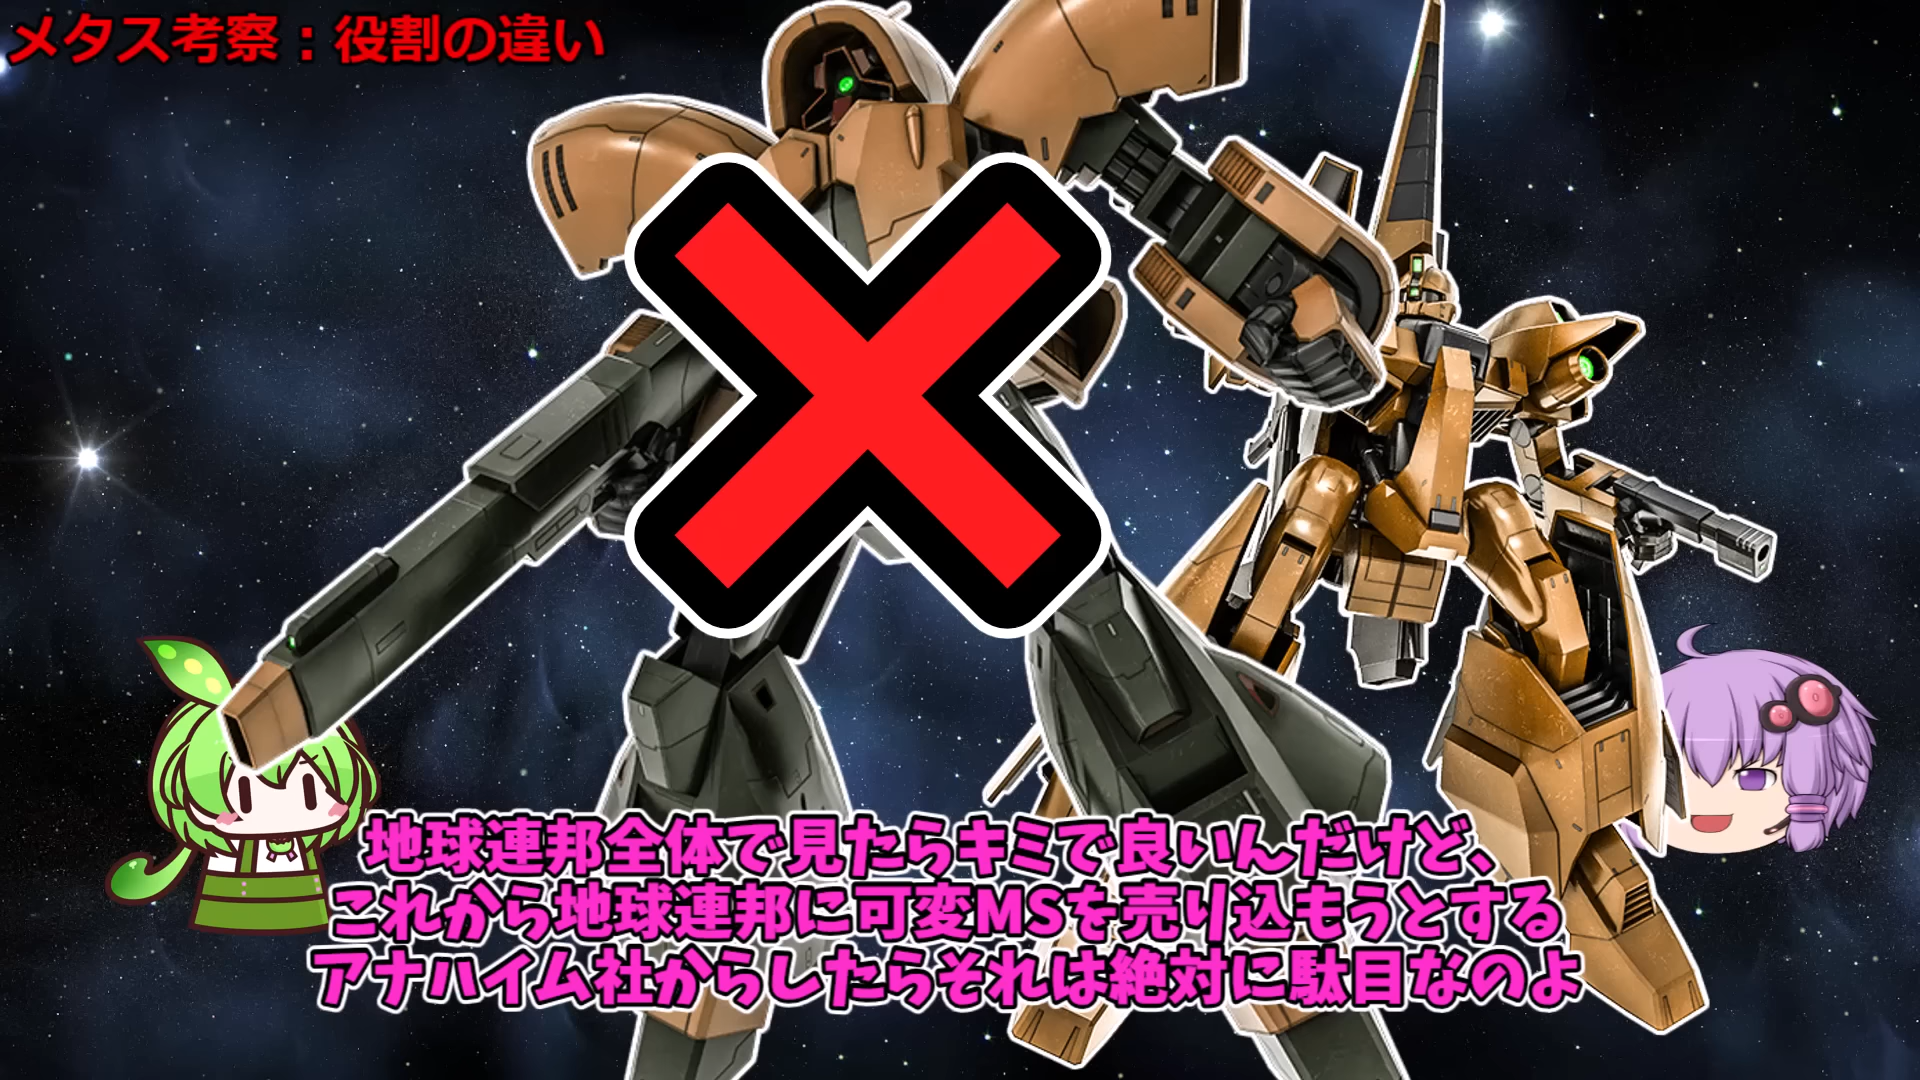 メタス考察：役割の違い
地球連邦全体で見たらキミで良いんだけど、
これから地球連邦に可変MSを売り込もうとする
アナハイム社からしたらそれは絶対に駄目なのよ